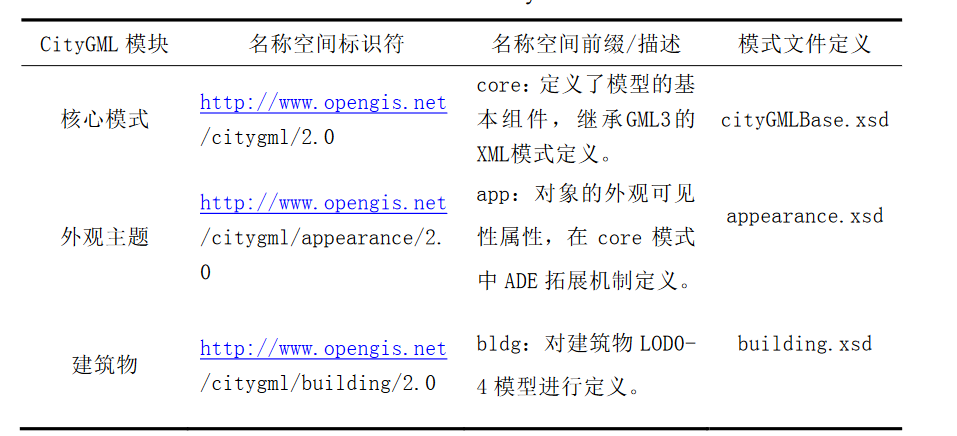 CityGML 模块 名称空间标识符 名称空间前缀/描述 模式文件定义
核心模式
http://www.opengis.net
/citygml/2.0
core：定义了模型的基
本组件，继承GML3的
XML模式定义。
cityGMLBase.xsd
外观主题
http://www.opengis.net
/citygml/appearance/2.
0
app：对象的外观可见
性属性，在 core 模式
中 ADE 拓展机制定义。
appearance.xsd
建筑物
http://www.opengis.net
/citygml/building/2.0
bldg：对建筑物 LOD0-
4 模型进行定义。
building.xsd